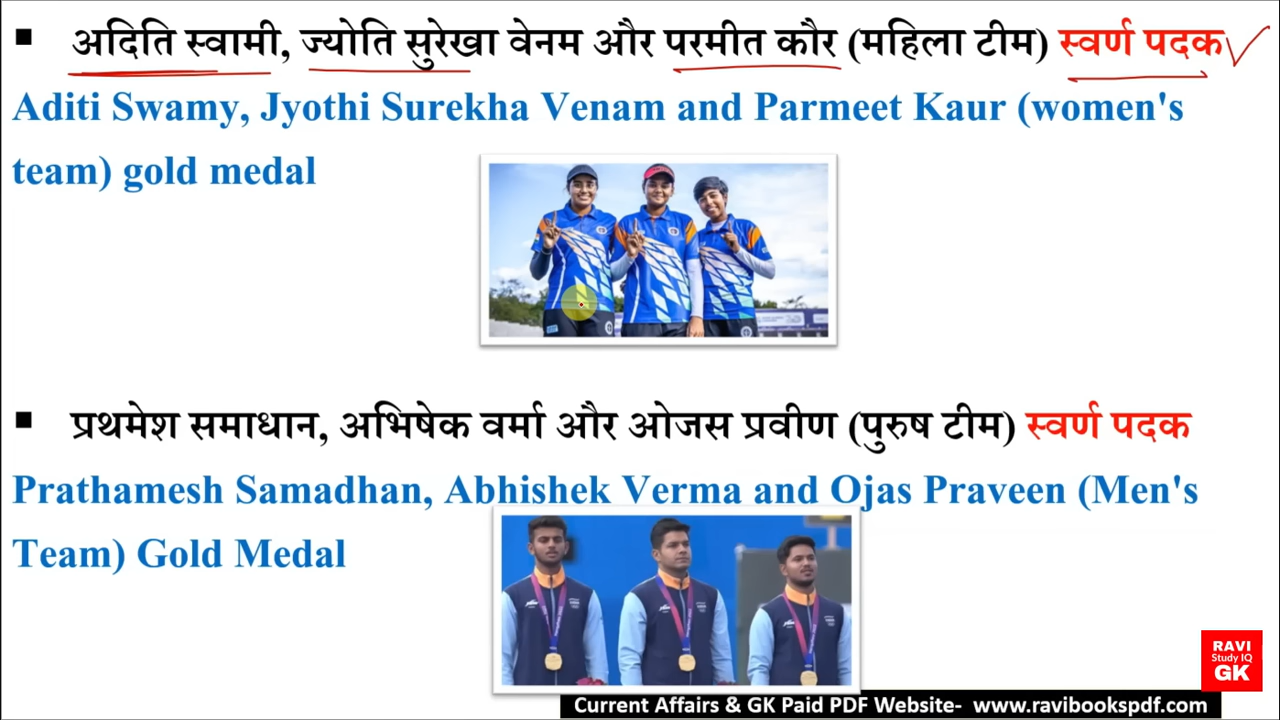 ▪ अदिति स्वामी, ज्योति सुरेखा वेनम और परमीत कौर (महिला टीम) स्वर्ण पदक
Aditi Swamy, Jyothi Surekha Venam and Parmeet Kaur (women's
team) gold medal
▪ प्रथमेश समाधान, अभिषेक वर्मा और ओजस प्रवीण (पुरुष टीम) स्वर्ण पदक
Prathamesh Samadhan, Abhishek Verma and Ojas Praveen (Men's
Team) Gold Medal
RAVI
Study IQ
GK
Current Affairs & GK Paid PDF Website- www.ravibookspdf.com